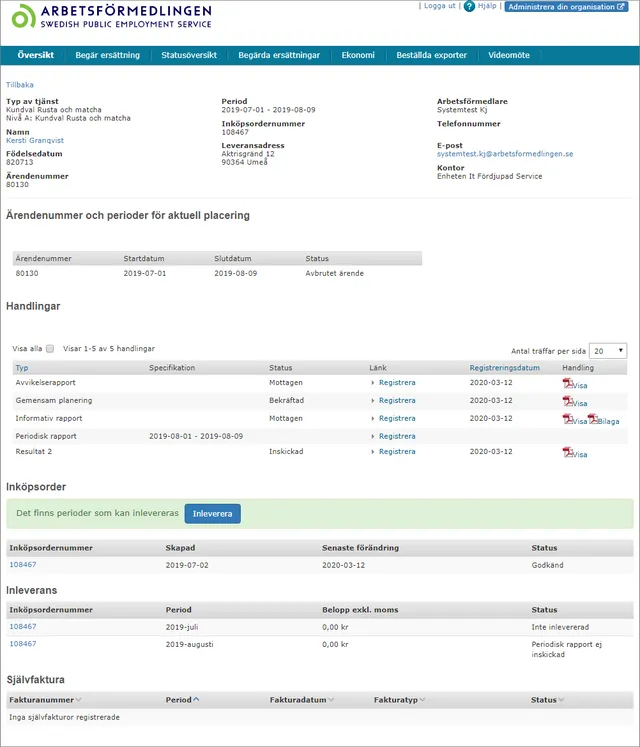 ARBETSFÖRMEDLINGEN
SWEDISH PUBLIC EMPLOYMENT SERVICE
| Logga ut | ? Hjälp | Administrera din organisation
Översikt Begär ersättning Statusöversikt Begärda ersättningar Ekonomi Beställda exporter Videomöte
Tillbaka
Typ av tjänst
Kundval Rusta och matcha
Nivå A: Kundval Rusta och matcha
Namn
Kersti Granqvist
Födelsedatum
820713
Ärendenummer
80130
Period
2019-07-01 - 2019-08-09
Inköpsordernummer
108467
Leveransadress
Aktrisgränd 12
90364 Umeå
Arbetsförmedlare
Systemtest Kj
Telefonnummer
E-post
systemtest.kj@arbetsformedlingen.se
Kontor
Enheten It Fördjupad Service
Ärendenummer och perioder för aktuell placering
Ärendenummer Startdatum Slutdatum Status
80130 2019-07-01 2019-08-09 Avbrutet ärende
Handlingar
Visa alla Visar 1-5 av 5 handlingar
Antal träffar per sida 20
Typ Specifikation Status Länk Registreringsdatum Handling
Avvikelserapport Mottagen Registrera 2020-03-12 Visa
Gemensam planering Bekräftad Registrera 2020-03-12 Visa
Informativ rapport Mottagen Registrera 2020-03-12 Visa Bilaga
Periodisk rapport 2019-08-01 - 2019-08-09 Registrera
Resultat 2 Inskickad Registrera 2020-03-12 Visa
Inköpsorder
Det finns perioder som kan inlevereras Inleverera
Inköpsordernummer Skapad Senaste förändring Status
108467 2019-07-02 2020-03-12 Godkänd
Inleverans
Inköpsordernummer Period Belopp exkl. moms Status
108467 2019-juli 0,00 kr Inte inlevererad
108467 2019-augusti 0,00 kr Periodisk rapport ej
inskickad
Självfaktura
Fakturanummer Period Fakturadatum Fakturatyp Status
Inga självfakturor registrerade